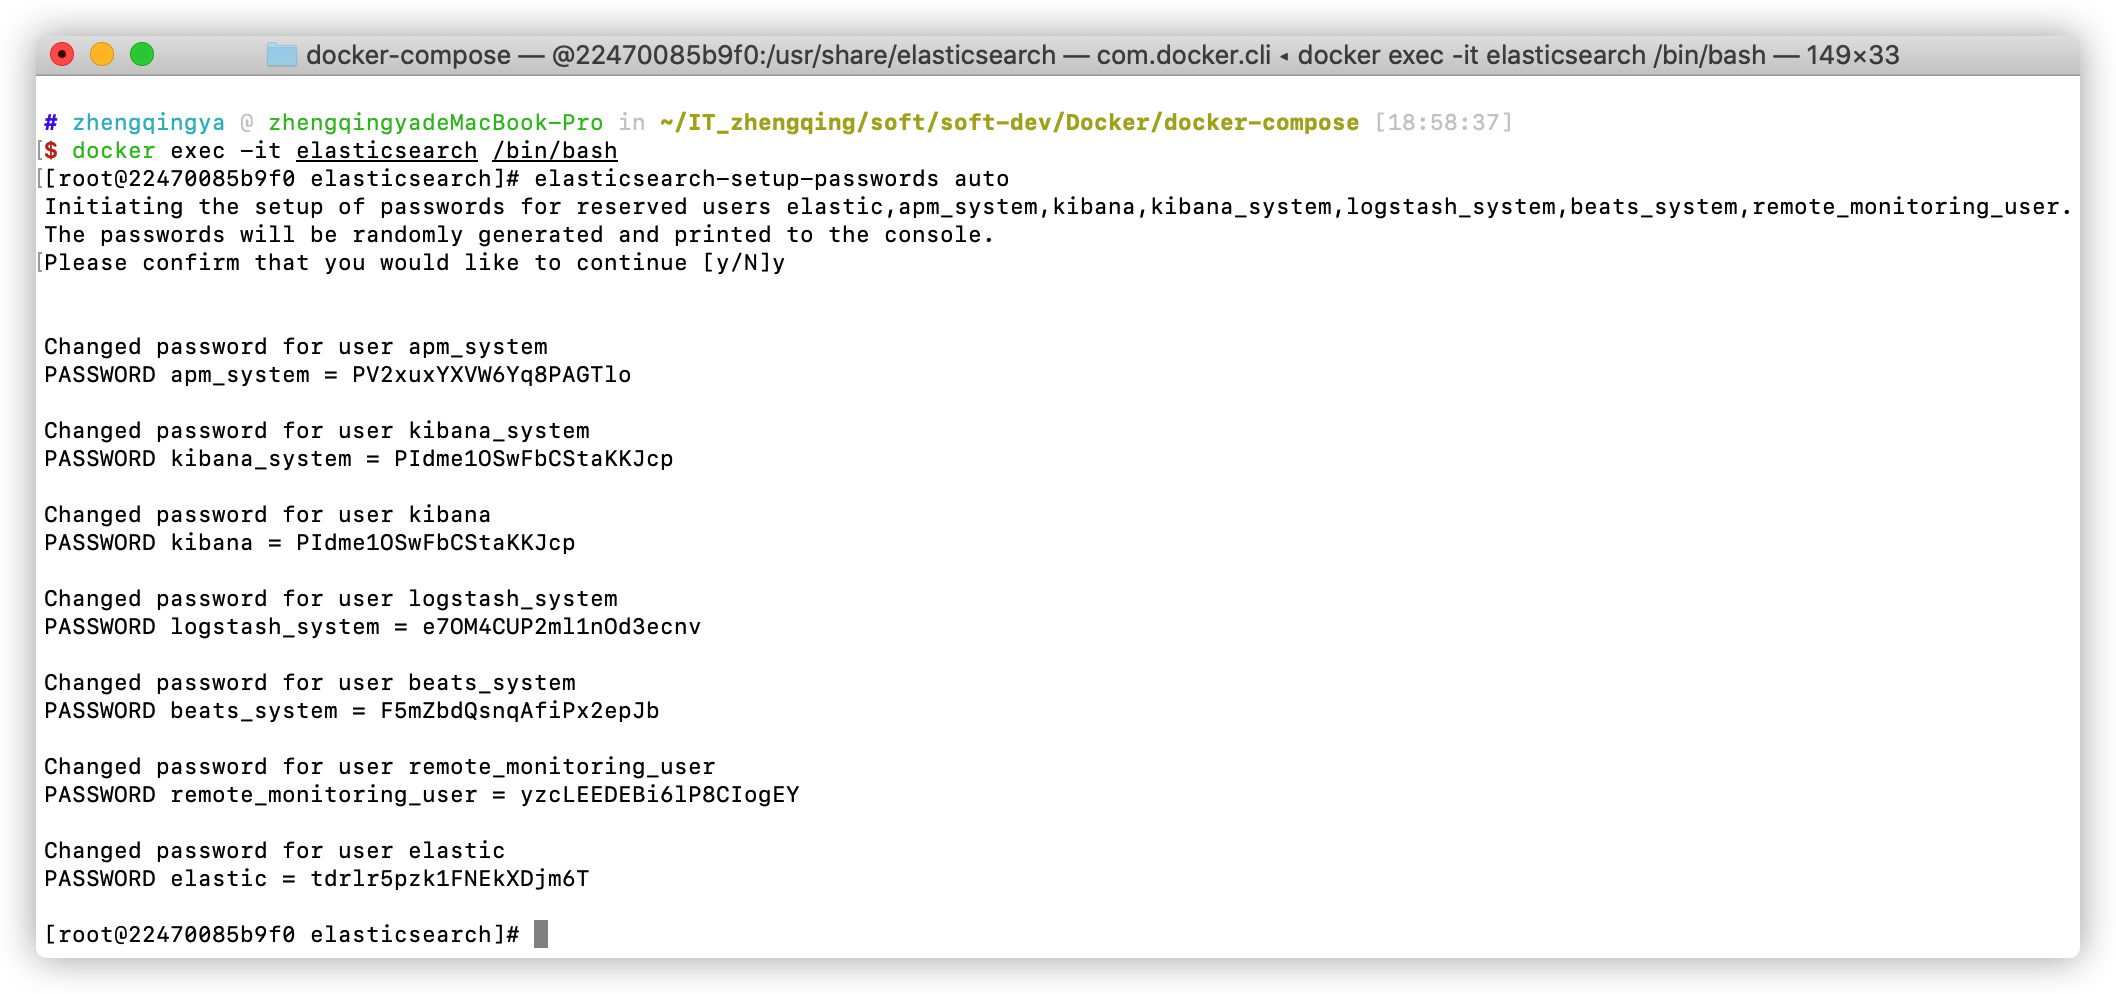 docker-compose — @22470085b9f0:/usr/share/elasticsearch — com.docker.cli ◂ docker exec -it elasticsearch /bin/bash — 149×33
# zhengqingya @ zhengqingyadeMacBook-Pro in ~/IT_zhengqing/soft/soft-dev/Docker/docker-compose [18:58:37]
[$ docker exec -it elasticsearch /bin/bash
[[root@22470085b9f0 elasticsearch]# elasticsearch-setup-passwords auto
Initiating the setup of passwords for reserved users elastic,apm_system,kibana,kibana_system,logstash_system,beats_system,remote_monitoring_user.
The passwords will be randomly generated and printed to the console.
[Please confirm that you would like to continue [y/N]y
Changed password for user apm_system
PASSWORD apm_system = PV2xuxYXVW6Yq8PAGTlo
Changed password for user kibana_system
PASSWORD kibana_system = PIdme1OSwFbCStaKKJcp
Changed password for user kibana
PASSWORD kibana = PIdme1OSwFbCStaKKJcp
Changed password for user logstash_system
PASSWORD logstash_system = e7OM4CUP2ml1nOd3ecnv
Changed password for user beats_system
PASSWORD beats_system = F5mZbdQsnqAfiPx2epJb
Changed password for user remote_monitoring_user
PASSWORD remote_monitoring_user = yzcLEEDEBi6lP8CIogEY
Changed password for user elastic
PASSWORD elastic = tdrlr5pzk1FNEkXDjm6T
[root@22470085b9f0 elasticsearch]#